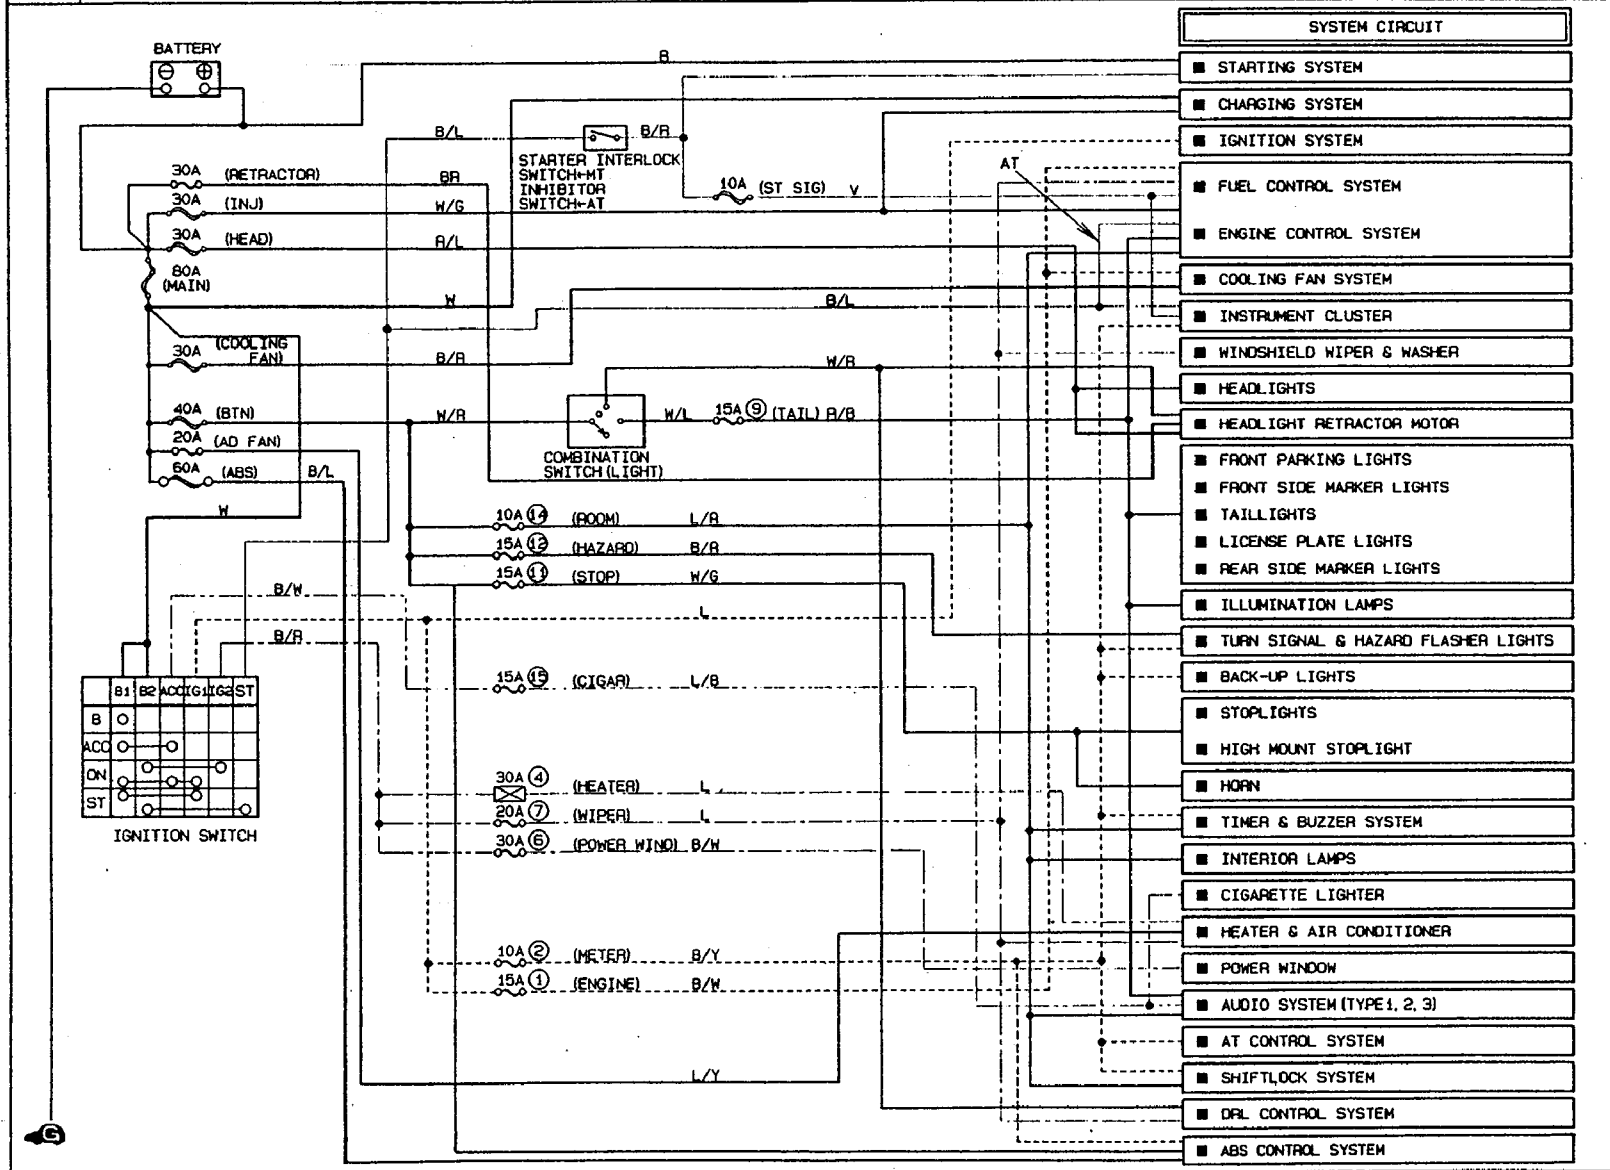 SYSTEM CIRCUIT
BATTERY
⊖ ⊕
B
■ STARTING SYSTEM
■ CHARGING SYSTEM
B/L
B/R
■ IGNITION SYSTEM
STARTER INTERLOCK
SWITCH-MT
INHIBITOR
SWITCH-AT
AT
30A (RETRACTOR) BR
10A (ST SIG) V
■ FUEL CONTROL SYSTEM
30A (INJ) W/G
30A (HEAD) R/L
■ ENGINE CONTROL SYSTEM
80A
(MAIN)
■ COOLING FAN SYSTEM
W
B/L
■ INSTRUMENT CLUSTER
30A (COOLING
FAN) B/R
■ WINDSHIELD WIPER & WASHER
W/R
■ HEADLIGHTS
40A (BTN) W/R
W/L 15A ⑨ (TAIL) R/B
■ HEADLIGHT RETRACTOR MOTOR
20A (AD FAN)
COMBINATION
SWITCH(LIGHT)
60A (ABS) B/L
■ FRONT PARKING LIGHTS
■ FRONT SIDE MARKER LIGHTS
W
10A ⑭ (ROOM) L/R
■ TAILLIGHTS
15A ⑫ (HAZARD) B/R
■ LICENSE PLATE LIGHTS
15A ⑪ (STOP) W/G
■ REAR SIDE MARKER LIGHTS
B/W
■ ILLUMINATION LAMPS
L
B/R
■ TURN SIGNAL & HAZARD FLASHER LIGHTS
15A ⑮ (CIGAR) L/B
■ BACK-UP LIGHTS
B1 B2 ACC IG1 IG2 ST
B
ACC
ON
ST
IGNITION SWITCH
■ STOPLIGHTS
■ HIGH MOUNT STOPLIGHT
30A ④ (HEATER) L
■ HORN
20A ⑦ (WIPER) L
■ TIMER & BUZZER SYSTEM
30A ⑥ (POWER WIND) B/W
■ INTERIOR LAMPS
■ CIGARETTE LIGHTER
■ HEATER & AIR CONDITIONER
10A ② (METER) B/Y
■ POWER WINDOW
15A ① (ENGINE) B/W
■ AUDIO SYSTEM(TYPE1, 2, 3)
■ AT CONTROL SYSTEM
L/Y
■ SHIFTLOCK SYSTEM
■ DRL CONTROL SYSTEM
G
■ ABS CONTROL SYSTEM